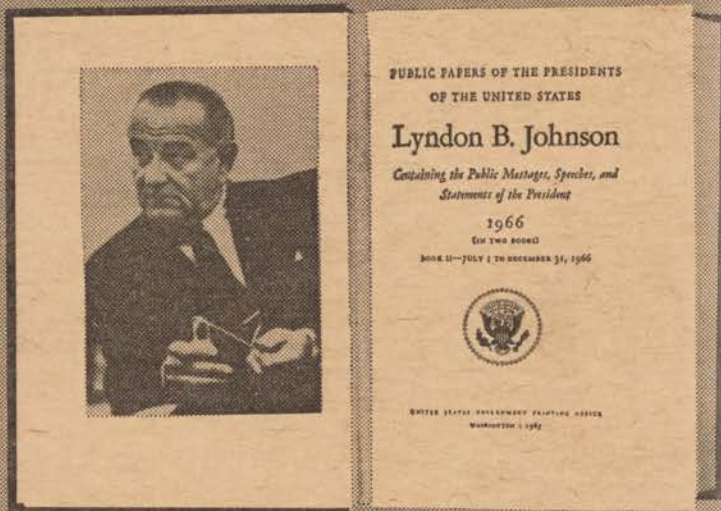 PUBLIC PAPERS OF THE PRESIDENTS
OF THE UNITED STATES
Lyndon B. Johnson
Containing the Public Messages, Speeches, and
Statements of the President
1966
(IN TWO BOOKS)
BOOK II—JULY 1 TO DECEMBER 31, 1966
UNITED STATES GOVERNMENT PRINTING OFFICE
WASHINGTON : 1967